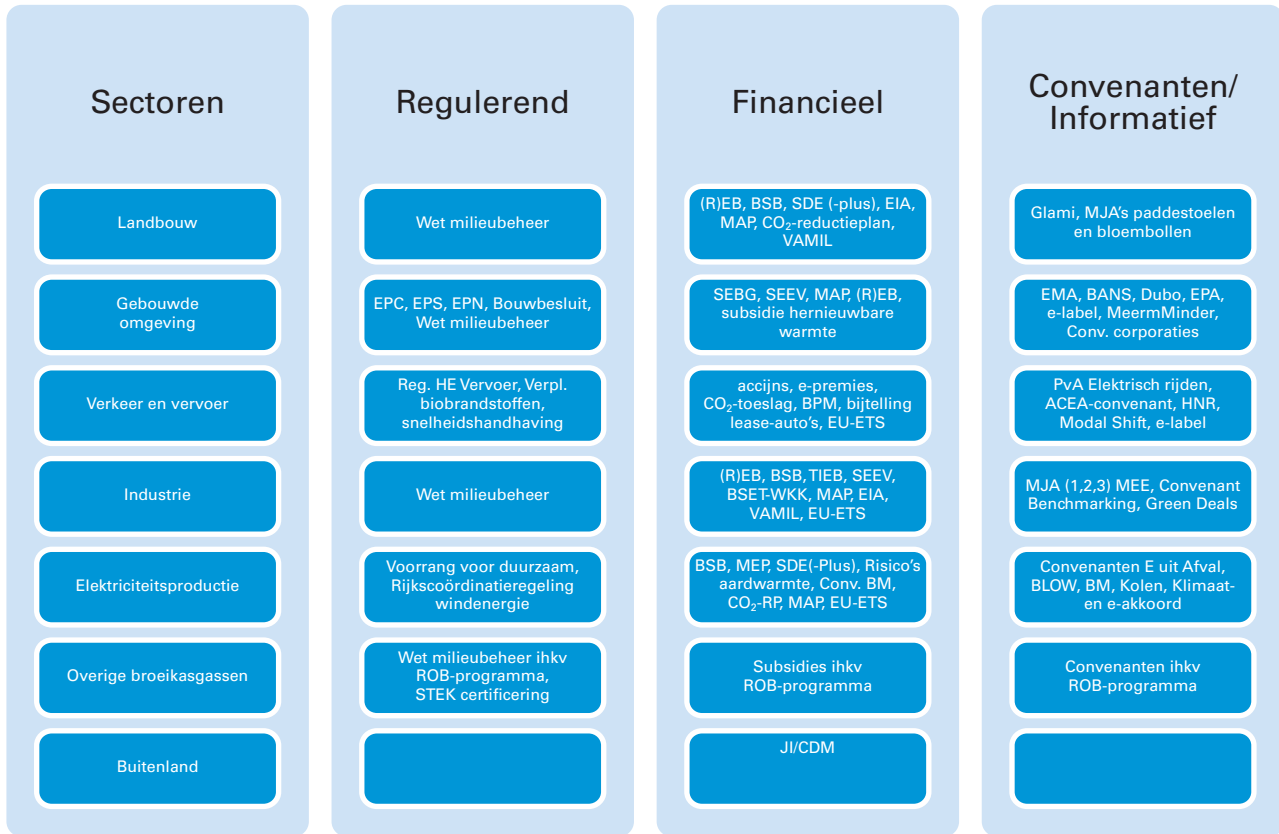 Sectoren
Regulerend
Financieel
Convenanten/
Informatief
Landbouw
Wet milieubeheer
(R)EB, BSB, SDE (-plus), EIA,
MAP, CO₂-reductieplan,
VAMIL
Glami, MJA's paddestoelen
en bloembollen
Gebouwde
omgeving
EPC, EPS, EPN, Bouwbesluit,
Wet milieubeheer
SEBG, SEEV, MAP, (R)EB,
subsidie hernieuwbare
warmte
EMA, BANS, Dubo, EPA,
e-label, MeermMinder,
Conv. corporaties
Verkeer en vervoer
Reg. HE Vervoer, Verpl.
biobrandstoffen,
snelheidshandhaving
accijns, e-premies,
CO₂-toeslag, BPM, bijtelling
lease-auto's, EU-ETS
PvA Elektrisch rijden,
ACEA-convenant, HNR,
Modal Shift, e-label
Industrie
Wet milieubeheer
(R)EB, BSB, TIEB, SEEV,
BSET-WKK, MAP, EIA,
VAMIL, EU-ETS
MJA (1,2,3) MEE, Convenant
Benchmarking, Green Deals
Elektriciteitsproductie
Voorrang voor duurzaam,
Rijkscoördinatieregeling
windenergie
BSB, MEP, SDE(-Plus), Risico's
aardwarmte, Conv. BM,
CO₂-RP, MAP, EU-ETS
Convenanten E uit Afval,
BLOW, BM, Kolen, Klimaat-
en e-akkoord
Overige broeikasgassen
Wet milieubeheer ihkv
ROB-programma,
STEK certificering
Subsidies ihkv
ROB-programma
Convenanten ihkv
ROB-programma
Buitenland
JI/CDM